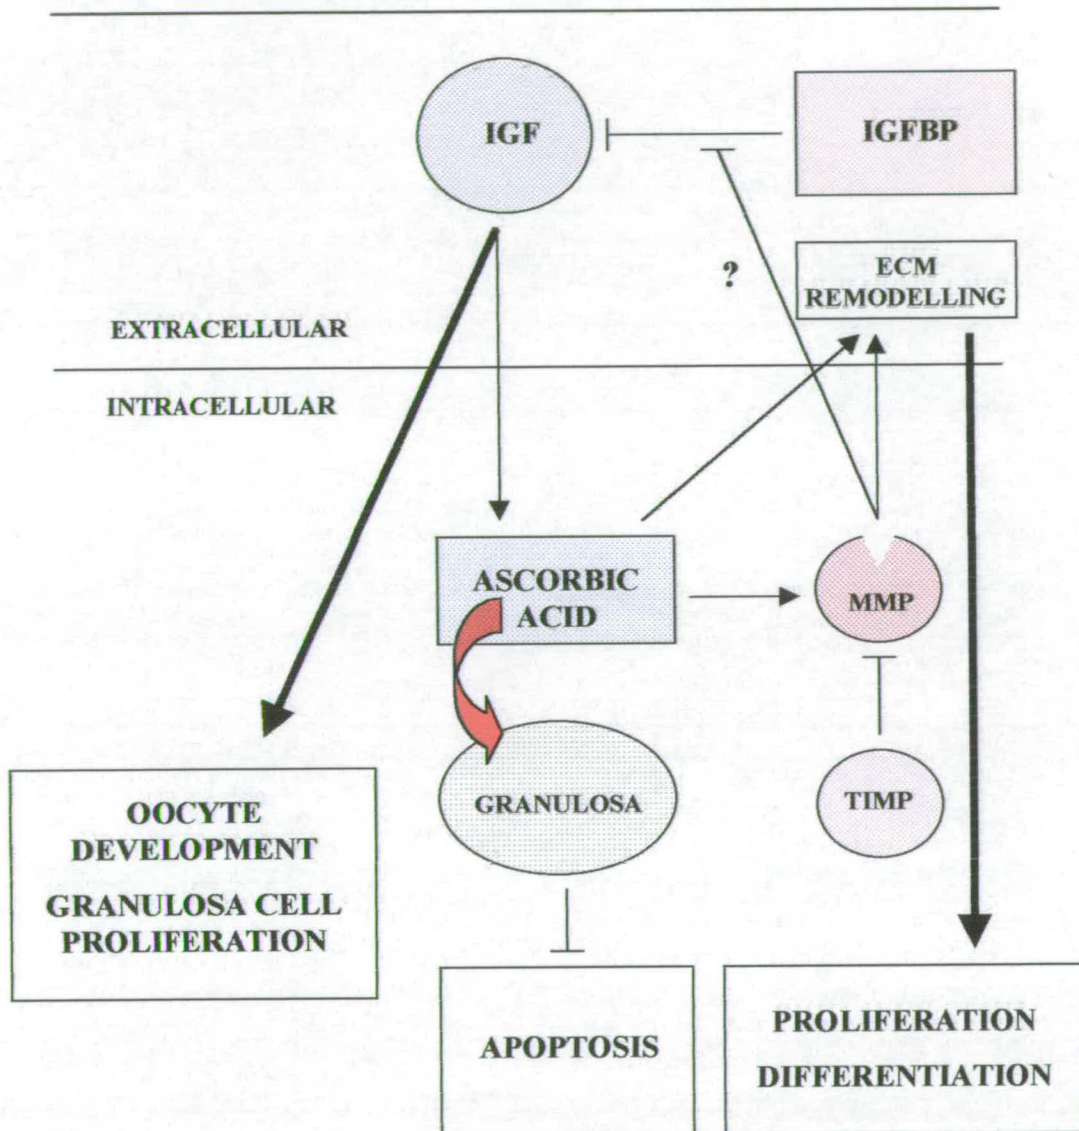 IGF
IGFBP
?
ECM
REMODELLING
EXTRACELLULAR
INTRACELLULAR
ASCORBIC
ACID
MMP
GRANULOSA
TIMP
OOCYTE
DEVELOPMENT
GRANULOSA CELL
PROLIFERATION
APOPTOSIS
PROLIFERATION
DIFFERENTIATION